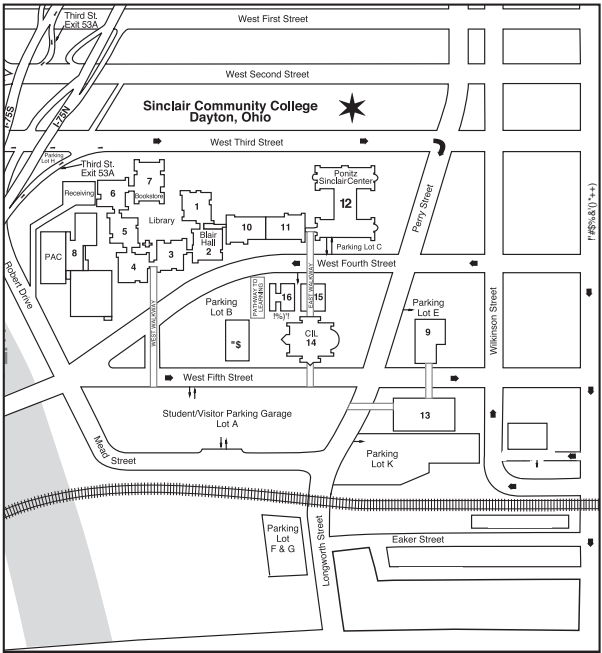 West First Street
Third St.
Exit 53A
West Second Street
Sinclair Community College
Dayton, Ohio
I-75S
I-75N
West Third Street
Parking
Lot H
Third St.
Exit 53A
Receiving
6
7
Bookstore
Ponitz
Sinclair Center
12
1
Library
5
Blair
Hall
2
10
11
Parking Lot C
Perry Street
!"#$%&'()*++)
PAC
8
4
3
West Fourth Street
Robert Drive
WEST WALKWAY
Parking
Lot B
PATHWAY TO
LEARNING
16
!%)"!
15
EAST WALKWAY
Parking
Lot E
9
Wilkinson Street
"$
CIL
14
West Fifth Street
Student/Visitor Parking Garage
Lot A
13
Mead
Street
Parking
Lot K
Parking
Lot
F & G
Longworth Street
Eaker Street